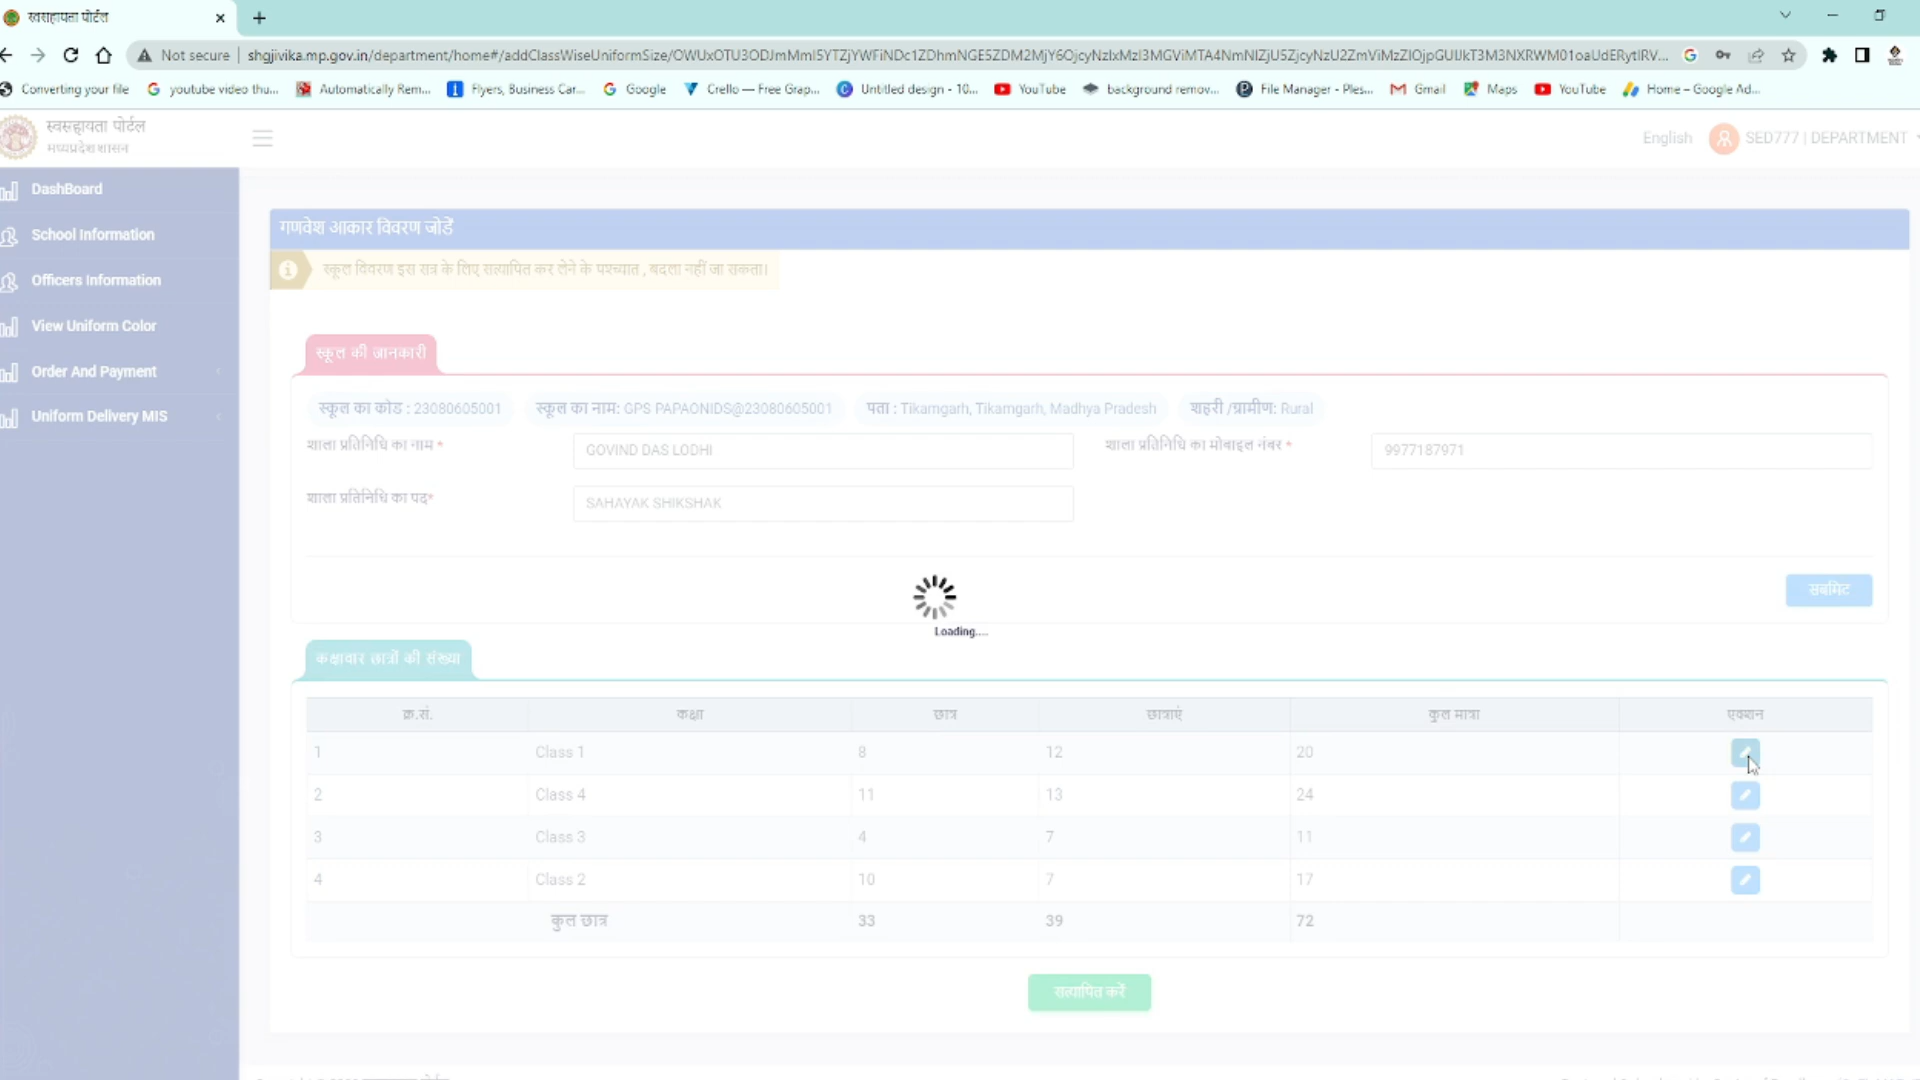 स्वसहायता पोर्टल
Not secure
shgjivika.mp.gov.in/department/home#/addClassWiseUniformSize/
Converting your file
youtube video thu...
Automatically Rem...
Flyers, Business Car...
Google
Crello — Free Grap...
Untitled design - 10...
YouTube
background remov...
File Manager - Ples...
Gmail
Maps
YouTube
Home – Google Ad...
स्वसहायता पोर्टल
मध्यप्रदेश शासन
English
SED777 | DEPARTMENT
DashBoard
School Information
Officers Information
View Uniform Color
Order And Payment
Uniform Delivery MIS
गणवेश आकार विवरण जोडें
स्कूल विवरण इस सत्र के लिए सत्यापित कर लेने के पश्चात , बदला नहीं जा सकता।
स्कूल की जानकारी
स्कूल का कोड : 23080605001
स्कूल का नाम: GPS PAPAONIDS@23080605001
पता : Tikamgarh, Tikamgarh, Madhya Pradesh
शहरी /ग्रामीण: Rural
शाला प्रतिनिधि का नाम *
GOVIND DAS LODHI
शाला प्रतिनिधि का मोबाइल नंबर *
9977187971
शाला प्रतिनिधि का पद*
SAHAYAK SHIKSHAK
सबमिट
Loading....
कक्षावार छात्रों की संख्या
क्र.सं. कक्षा छात्र छात्राएं कुल मात्रा एक्शन
1 Class 1 8 12 20
2 Class 4 11 13 24
3 Class 3 4 7 11
4 Class 2 10 7 17
कुल छात्र 33 39 72
सत्यापित करें